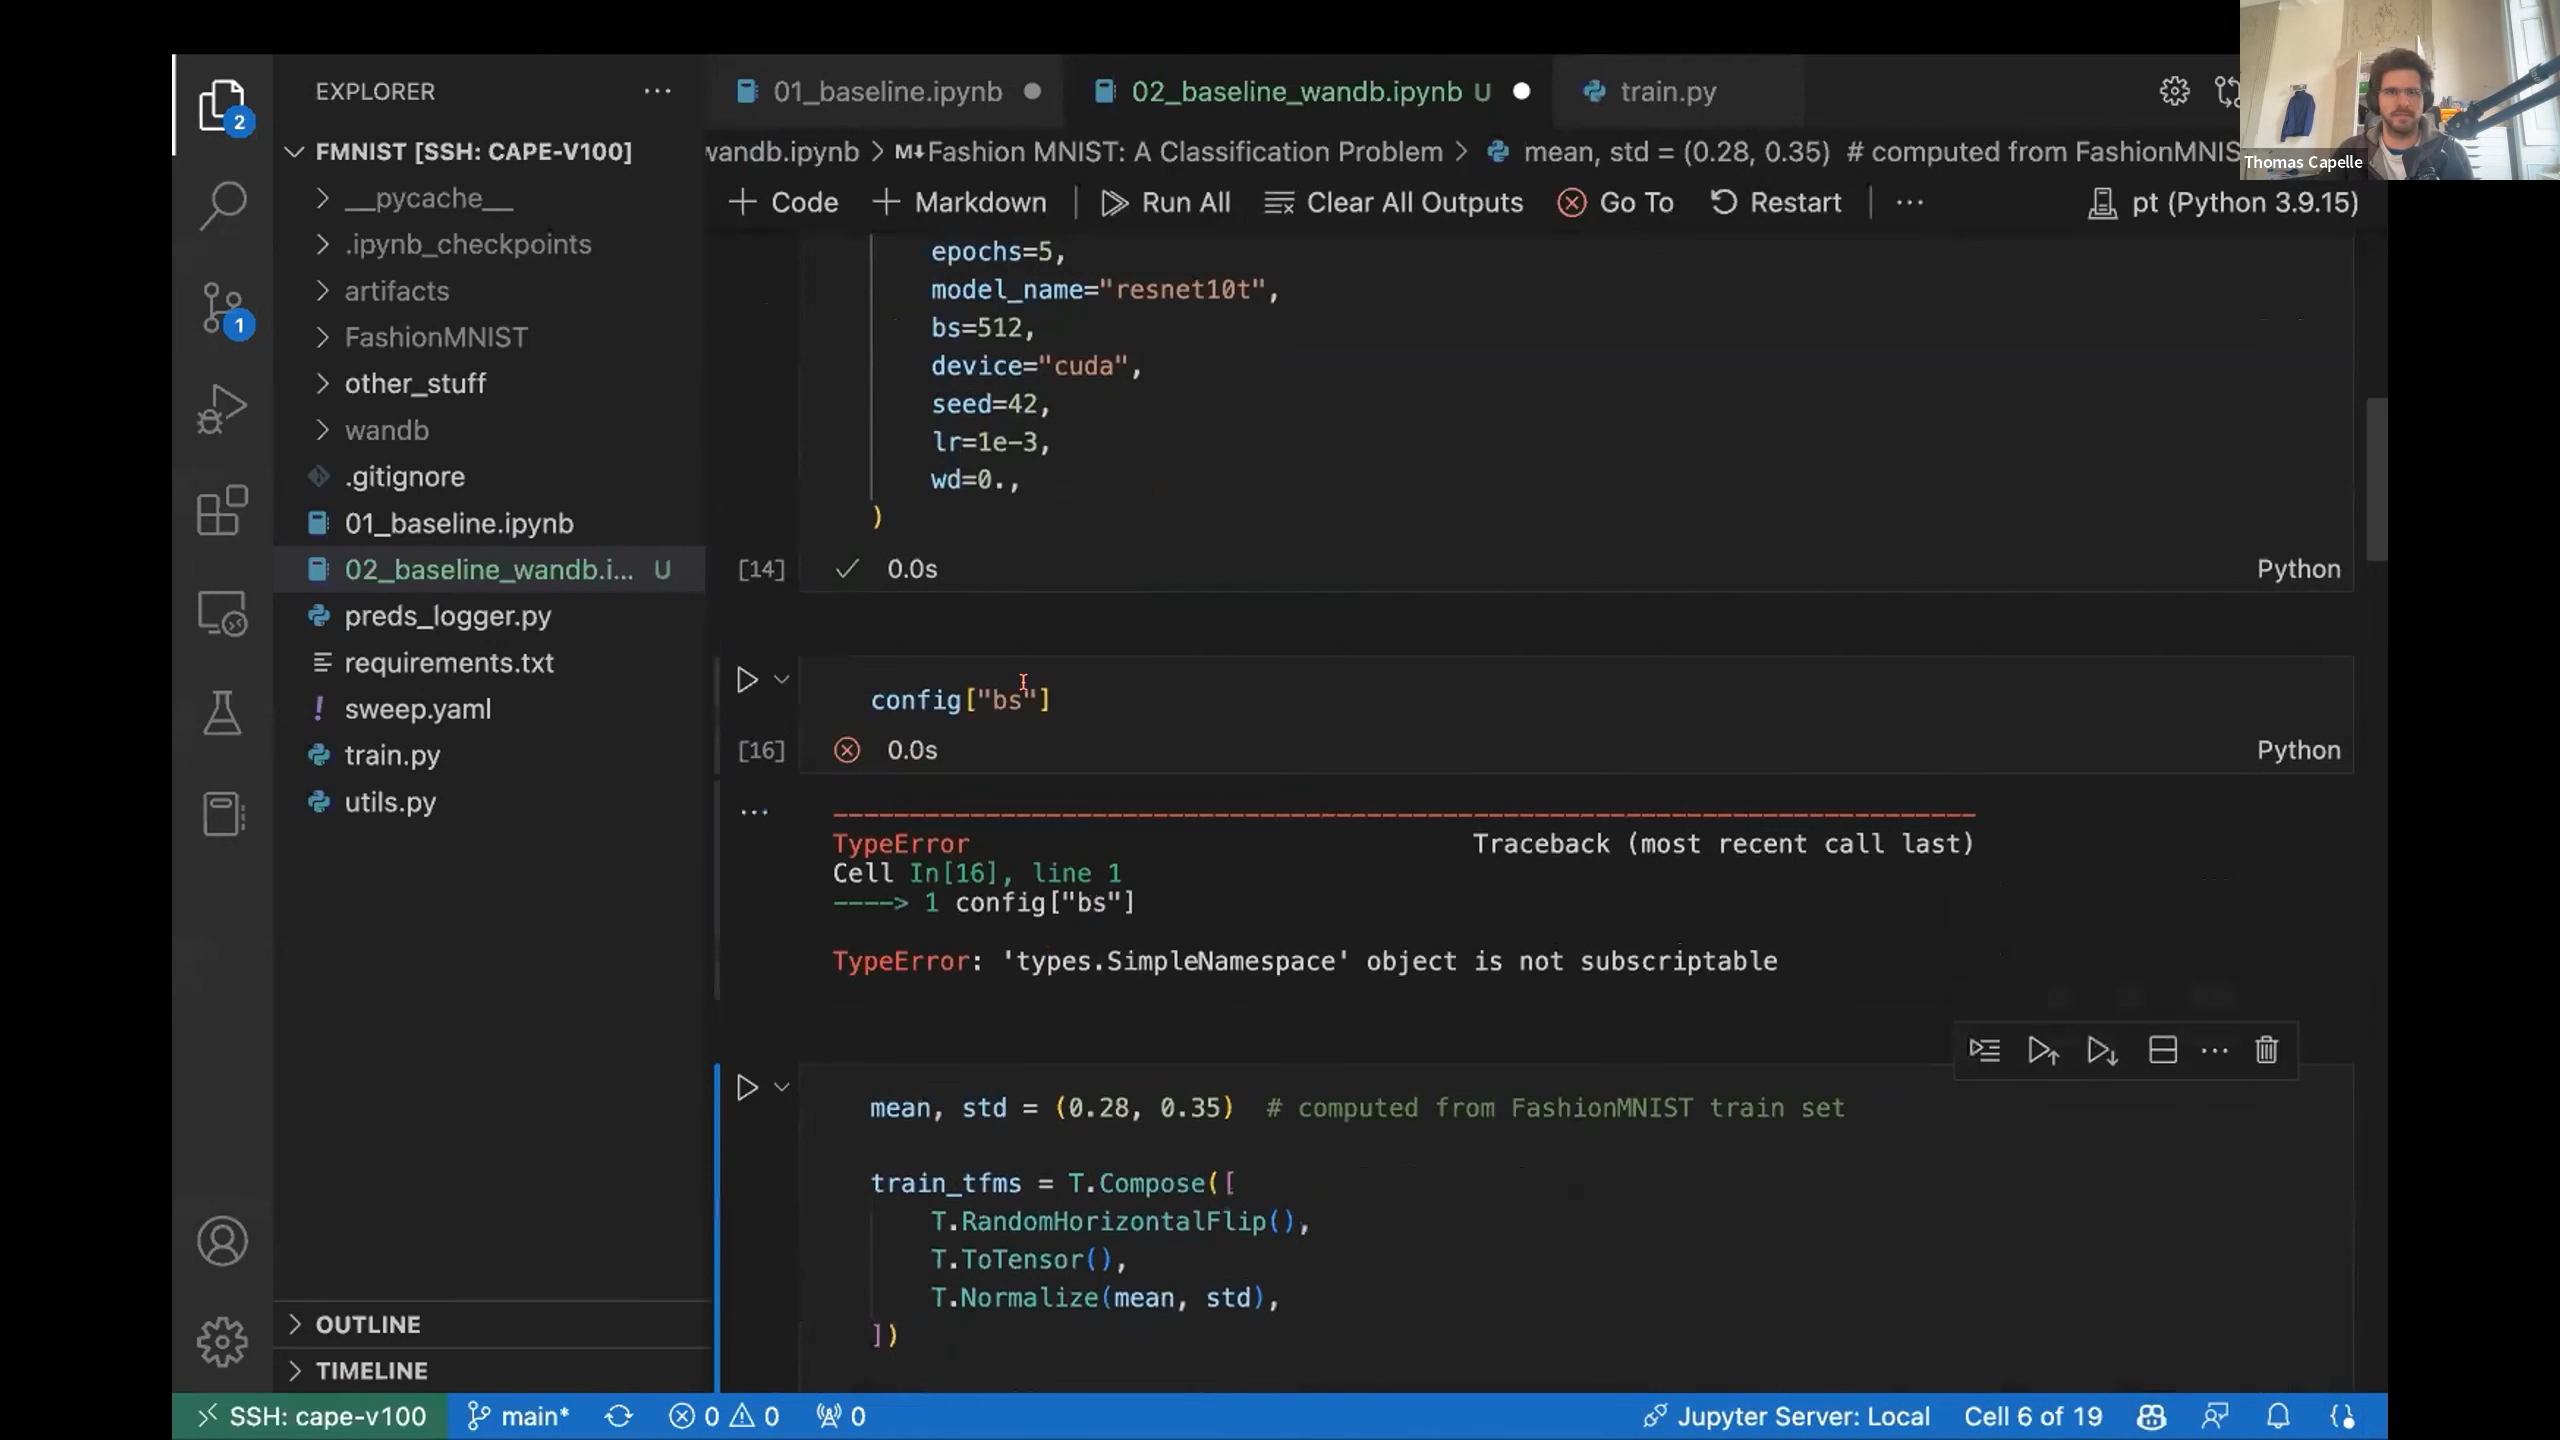 EXPLORER
FMNIST [SSH: CAPE-V100]
__pycache__
.ipynb_checkpoints
artifacts
FashionMNIST
other_stuff
wandb
.gitignore
01_baseline.ipynb
02_baseline_wandb.i... U
preds_logger.py
requirements.txt
sweep.yaml
train.py
utils.py
OUTLINE
TIMELINE
2
1
01_baseline.ipynb
02_baseline_wandb.ipynb U
train.py
wandb.ipynb > M↓Fashion MNIST: A Classification Problem > mean, std = (0.28, 0.35) # computed from FashionMNIS
Thomas Capelle
+ Code + Markdown | Run All Clear All Outputs Go To Restart | ... pt (Python 3.9.15)
epochs=5,
model_name="resnet10t",
bs=512,
device="cuda",
seed=42,
lr=1e-3,
wd=0.,
)
[14] 0.0s Python
config["bs"]
[16] 0.0s Python
TypeError Traceback (most recent call last)
Cell In[16], line 1
----> 1 config["bs"]
TypeError: 'types.SimpleNamespace' object is not subscriptable
mean, std = (0.28, 0.35) # computed from FashionMNIST train set
train_tfms = T.Compose([
T.RandomHorizontalFlip(),
T.ToTensor(),
T.Normalize(mean, std),
])
SSH: cape-v100 main* 0 0 0 Jupyter Server: Local Cell 6 of 19